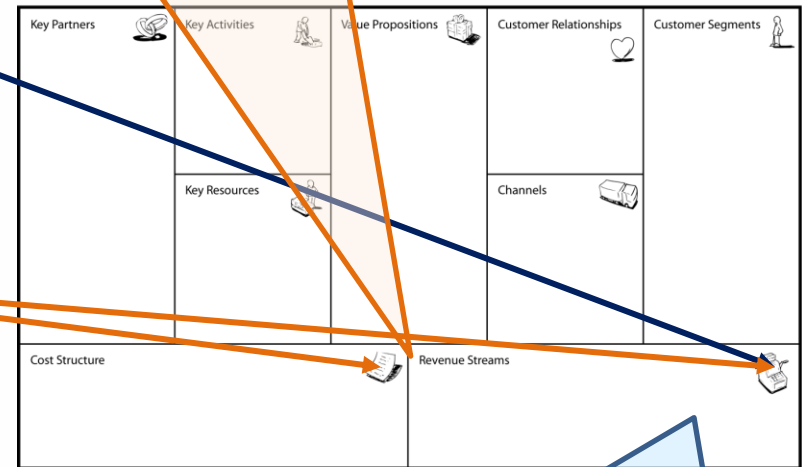 Key Partners
Key Activities
Value Propositions
Customer Relationships
Customer Segments
Key Resources
Channels
Cost Structure
Revenue Streams